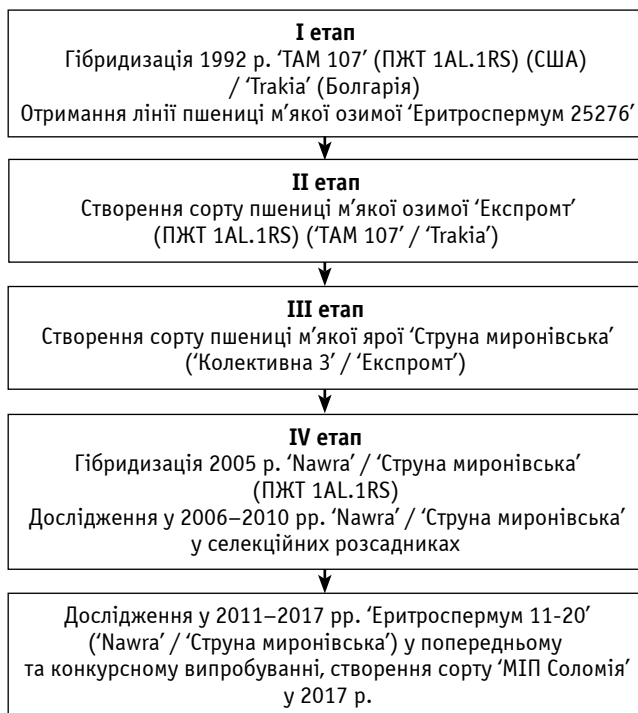 I етап
Гібридизація 1992 р. ‘ТАМ 107’ (ПЖТ 1AL.1RS) (США)
/ ‘Trakia’ (Болгарія)
Отримання лінії пшениці м’якої озимої ‘Еритроспермум 25276’
II етап
Створення сорту пшениці м’якої озимої ‘Експромт’
(ПЖТ 1AL.1RS) (‘ТАМ 107’ / ‘Trakia’)
III етап
Створення сорту пшениці м’якої ярої ‘Струна миронівська’
(‘Колективна 3’ / ‘Експромт’)
IV етап
Гібридизація 2005 р. ‘Nawra’ / ‘Струна миронівська’
(ПЖТ 1AL.1RS)
Дослідження у 2006–2010 рр. ‘Nawra’ / ‘Струна миронівська’
у селекційних розсадниках
Дослідження у 2011–2017 рр. ‘Еритроспермум 11-20’
(‘Nawra’ / ‘Струна миронівська’) у попередньому
та конкурсному випробуванні, створення сорту ‘МІП Соломія’
у 2017 р.